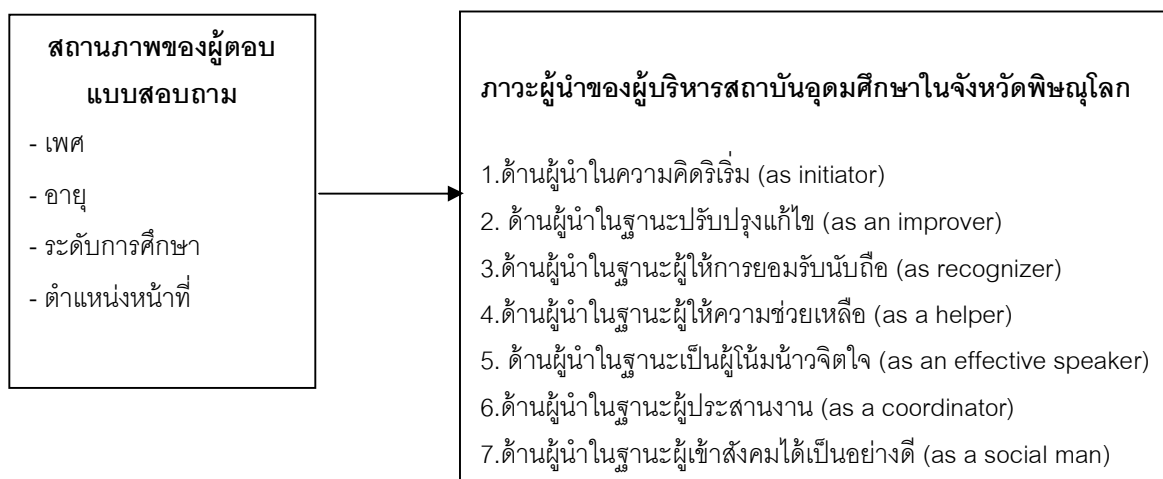 สถานภาพของผู้ตอบ
แบบสอบถาม
- เพศ
- อายุ
- ระดับการศึกษา
- ตำแหน่งหน้าที่
ภาวะผู้นำของผู้บริหารสถาบันอุดมศึกษาในจังหวัดพิษณุโลก
1.ด้านผู้นำในความคิดริเริ่ม (as initiator)
2. ด้านผู้นำในฐานะปรับปรุงแก้ไข (as an improver)
3.ด้านผู้นำในฐานะผู้ให้การยอมรับนับถือ (as recognizer)
4.ด้านผู้นำในฐานะผู้ให้ความช่วยเหลือ (as a helper)
5. ด้านผู้นำในฐานะเป็นผู้โน้มน้าวจิตใจ (as an effective speaker)
6.ด้านผู้นำในฐานะผู้ประสานงาน (as a coordinator)
7.ด้านผู้นำในฐานะผู้เข้าสังคมได้เป็นอย่างดี (as a social man)